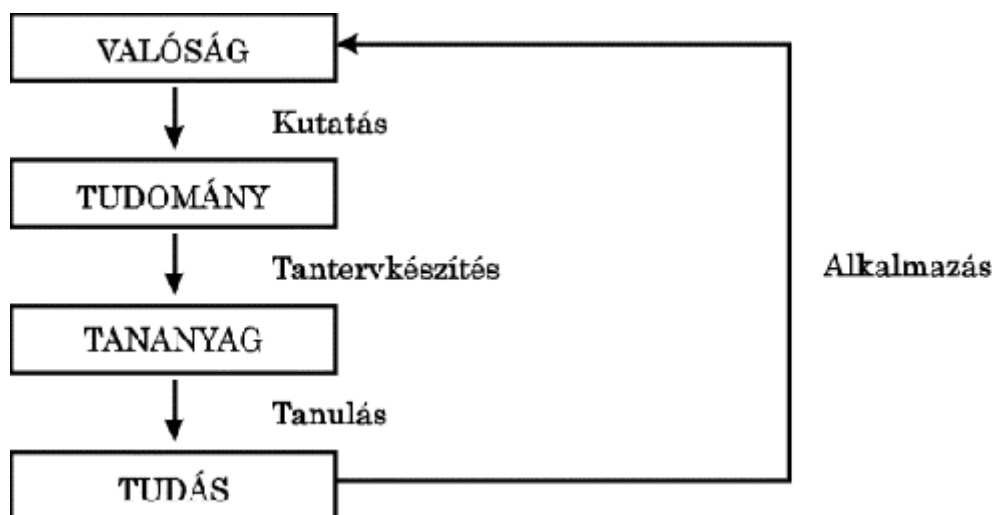 VALÓSÁG
Kutatás
TUDOMÁNY
Tantervkészítés
Alkalmazás
TANANYAG
Tanulás
TUDÁS